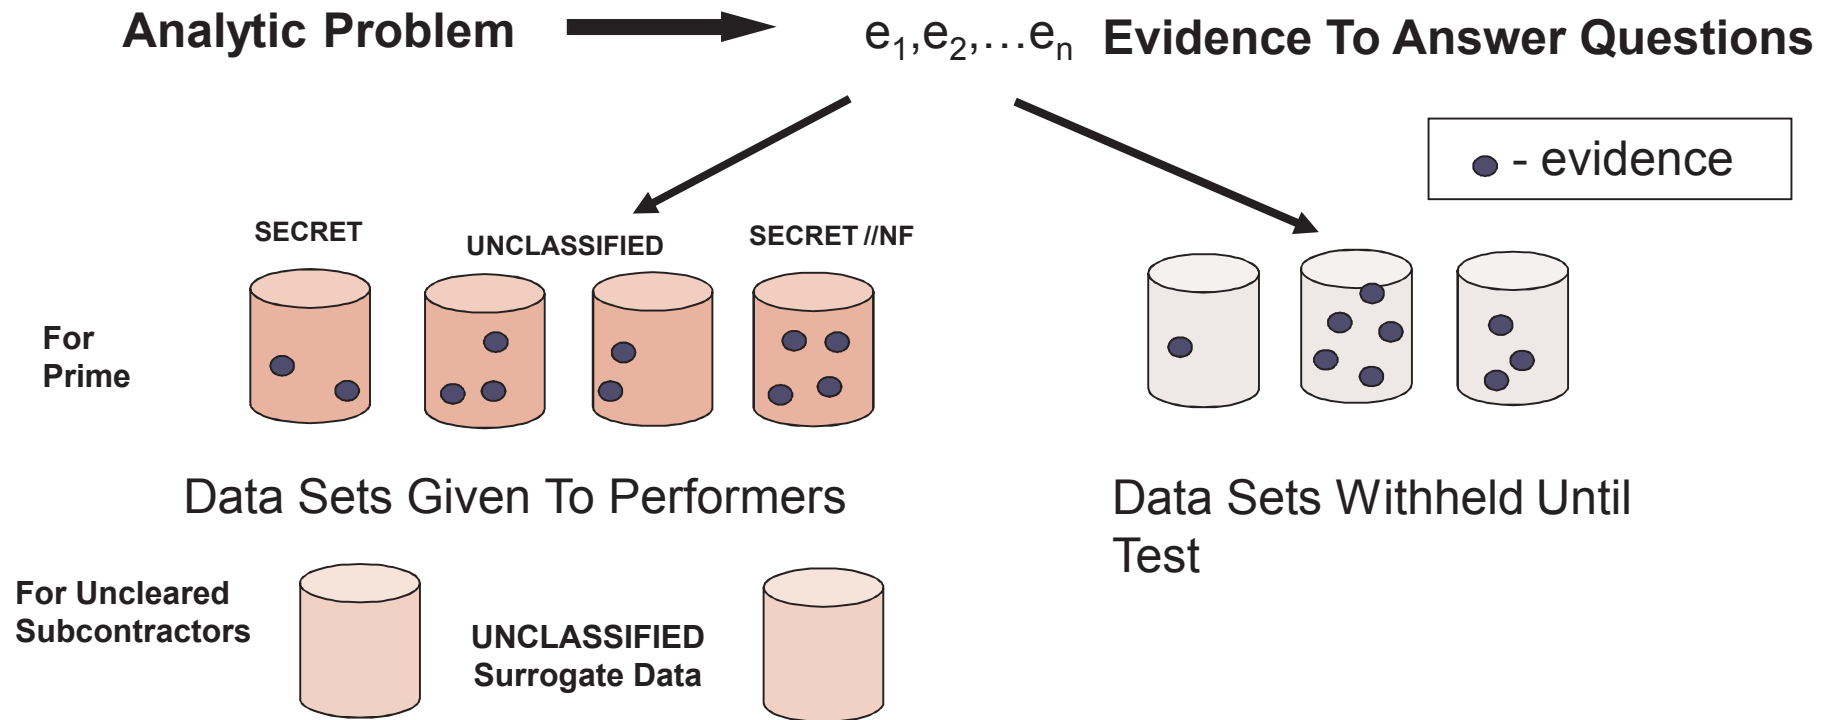 Analytic Problem
e1,e2,…en Evidence To Answer Questions
- evidence
SECRET
UNCLASSIFIED
SECRET //NF
For
Prime
Data Sets Given To Performers
Data Sets Withheld Until
Test
For Uncleared
Subcontractors
UNCLASSIFIED
Surrogate Data